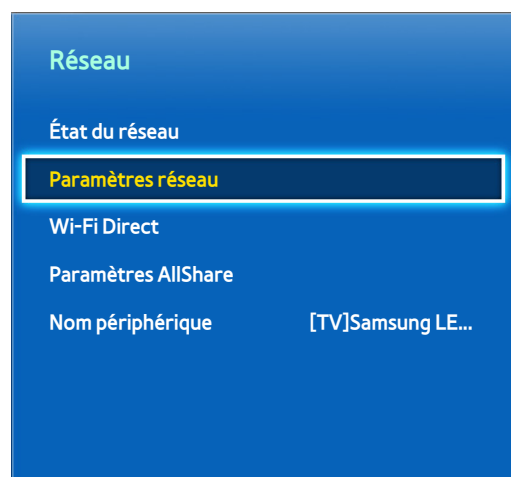 Réseau
État du réseau
Paramètres réseau
Wi-Fi Direct
Paramètres AllShare
Nom périphérique [TV]Samsung LE...